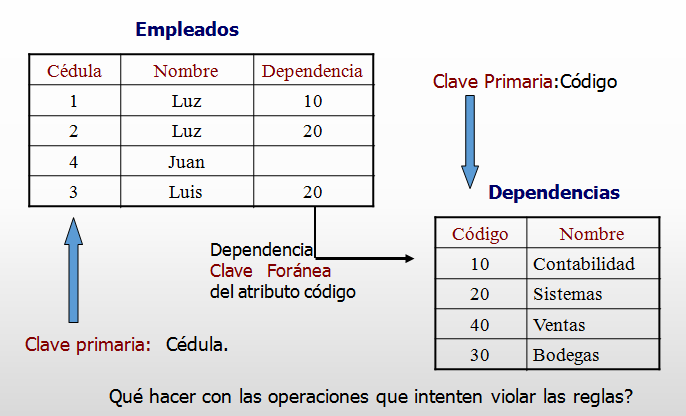 Empleados
Cédula Nombre Dependencia
1 Luz 10
2 Luz 20
4 Juan
3 Luis 20
Clave Primaria:Código
Dependencias
Código Nombre
10 Contabilidad
20 Sistemas
40 Ventas
30 Bodegas
Dependencia
Clave Foránea
del atributo código
Clave primaria: Cédula.
Qué hacer con las operaciones que intenten violar las reglas?